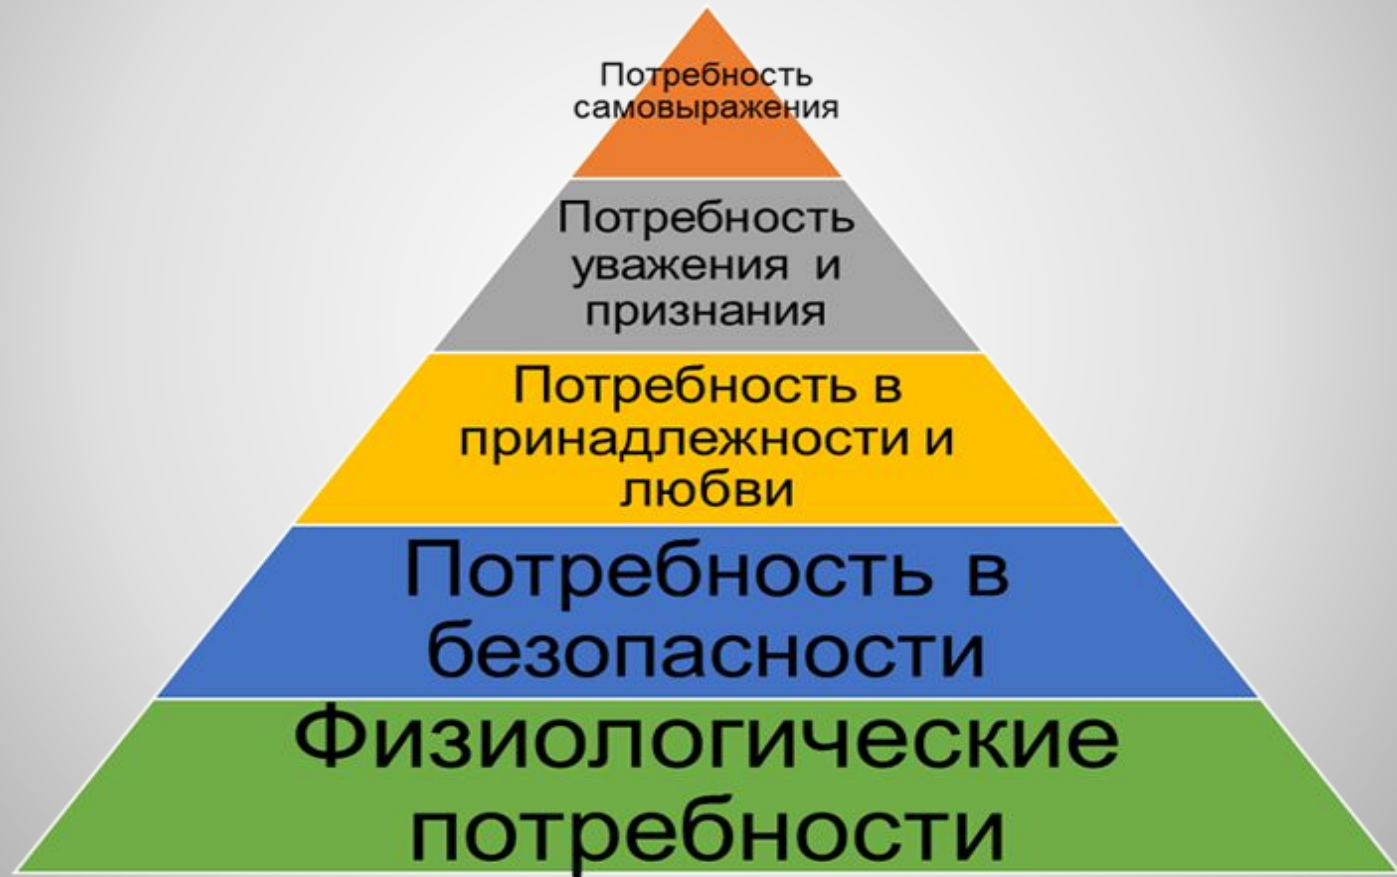 Потребность
самовыражения
Потребность
уважения и
признания
Потребность в
принадлежности и
любви
Потребность в
безопасности
Физиологические
потребности